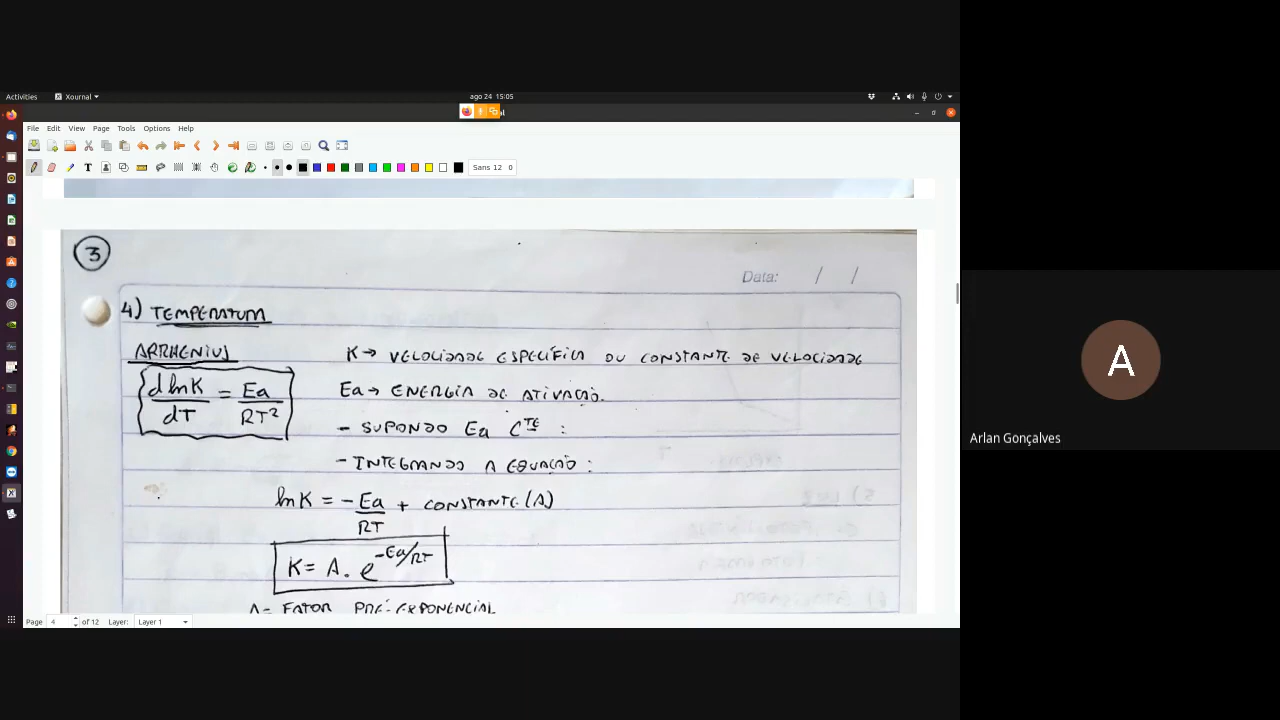 Activities Xournal ago 24 15:05
File Edit View Page Tools Options Help
Sans 12
3
Data: / /
4) TEMPERATURA
ARRHENIUS
K → VELOCIDADE ESPECÍFICA OU CONSTANTE DE VELOCIDADE
d lnK / dT = Ea / RT²
Ea → ENERGIA DE ATIVAÇÃO.
- SUPONDO Ea CTE :
- INTEGRANDO A EQUAÇÃO :
lnK = - Ea / RT + CONSTANTE (A)
K = A . e^-Ea/RT
A = FATOR PRÉ-EXPONENCIAL
A
Arlan Gonçalves
Page 4 of 12 Layer: Layer 1